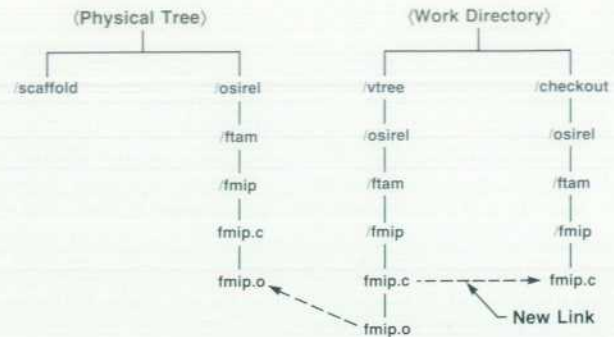 ⟨Physical Tree⟩ ⟨Work Directory⟩
/scaffold /osirel /vtree /checkout
/ftam /osirel /osirel
/fmip /ftam /ftam
fmip.c /fmip /fmip
fmip.o fmip.c fmip.c
New Link
fmip.o